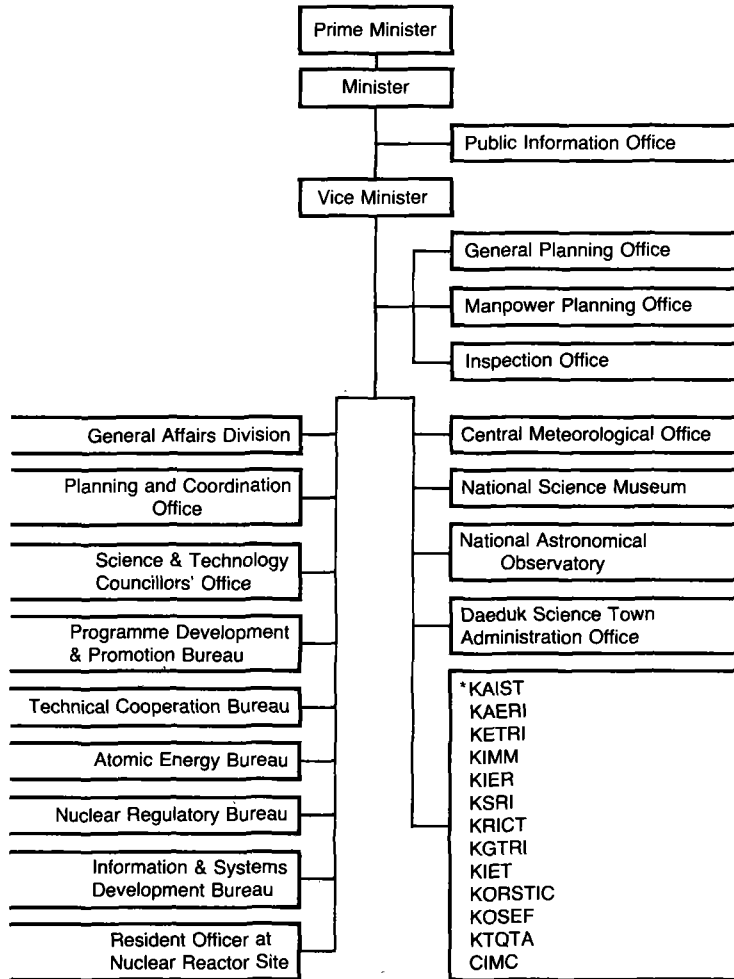 Prime Minister
Minister
Public Information Office
Vice Minister
General Planning Office
Manpower Planning Office
Inspection Office
General Affairs Division
Planning and Coordination
Office
Science & Technology
Councillors' Office
Programme Development
& Promotion Bureau
Technical Cooperation Bureau
Atomic Energy Bureau
Nuclear Regulatory Bureau
Information & Systems
Development Bureau
Resident Officer at
Nuclear Reactor Site
Central Meteorological Office
National Science Museum
National Astronomical
Observatory
Daeduk Science Town
Administration Office
*KAIST
KAERI
KETRI
KIMM
KIER
KSRI
KRICT
KGTRI
KIET
KORSTIC
KOSEF
KTQTA
CIMC